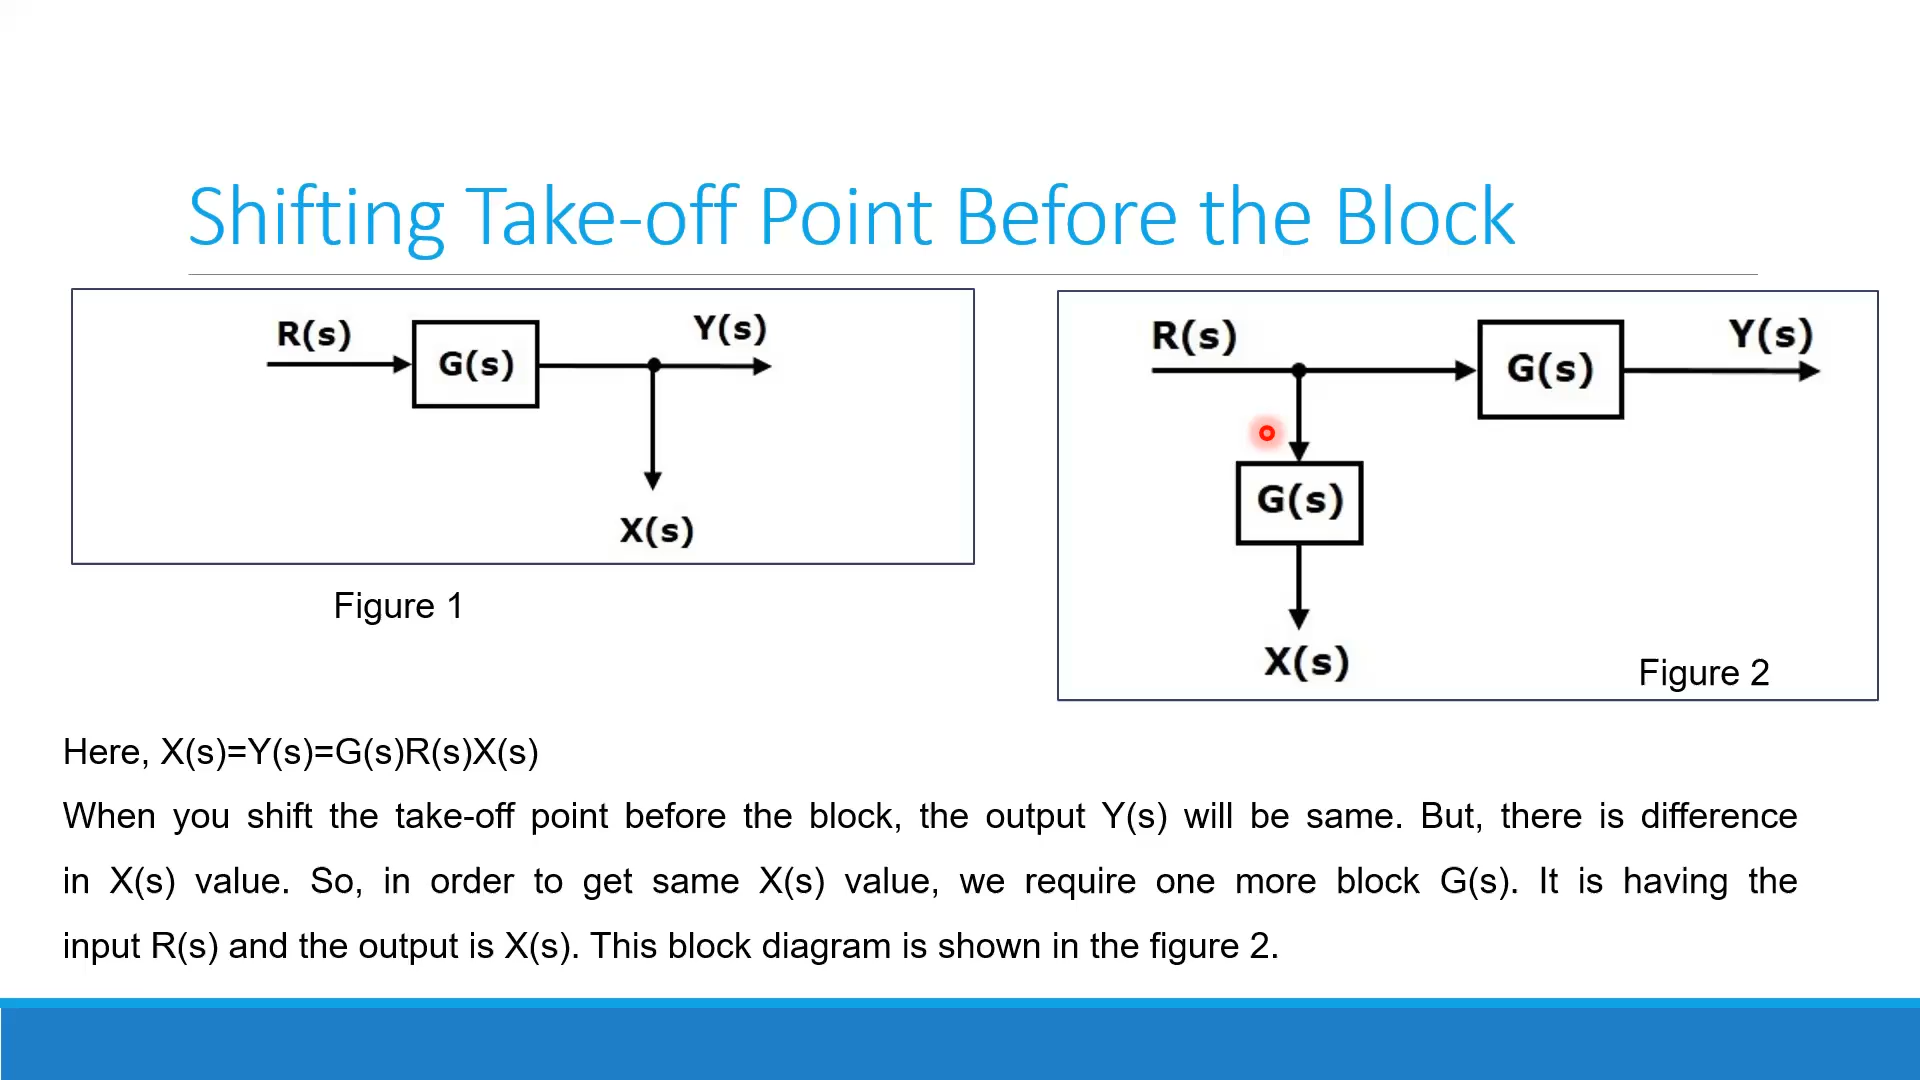 Shifting Take-off Point Before the Block
R(s)
G(s)
Y(s)
X(s)
Figure 1
R(s)
G(s)
Y(s)
G(s)
X(s)
Figure 2
Here, X(s)=Y(s)=G(s)R(s)X(s)
When you shift the take-off point before the block, the output Y(s) will be same. But, there is difference
in X(s) value. So, in order to get same X(s) value, we require one more block G(s). It is having the
input R(s) and the output is X(s). This block diagram is shown in the figure 2.